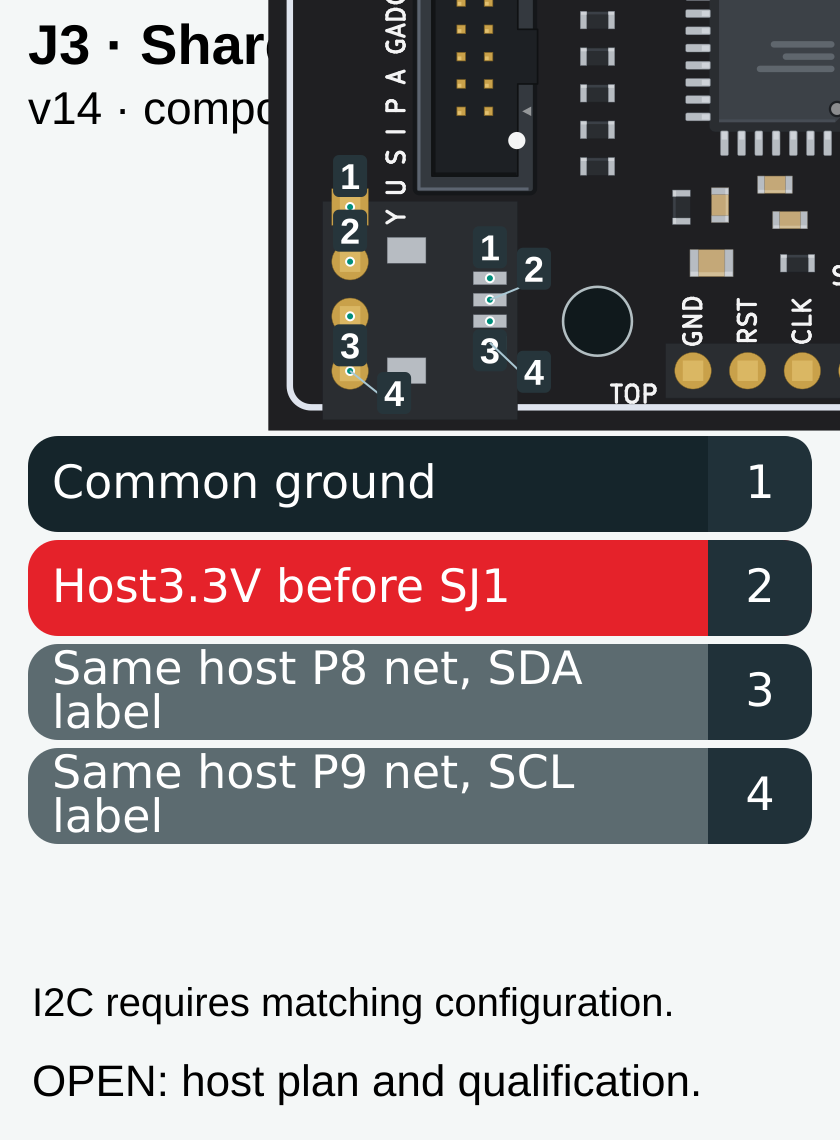 J3 · Shar
v14 · compo
YUSIPA GADG
1
2
3
4
1
2
3
4
GND
RST
CLK
TOP
Common ground 1
Host3.3V before SJ1 2
Same host P8 net, SDA
label
3
Same host P9 net, SCL
label
4
I2C requires matching configuration.
OPEN: host plan and qualification.